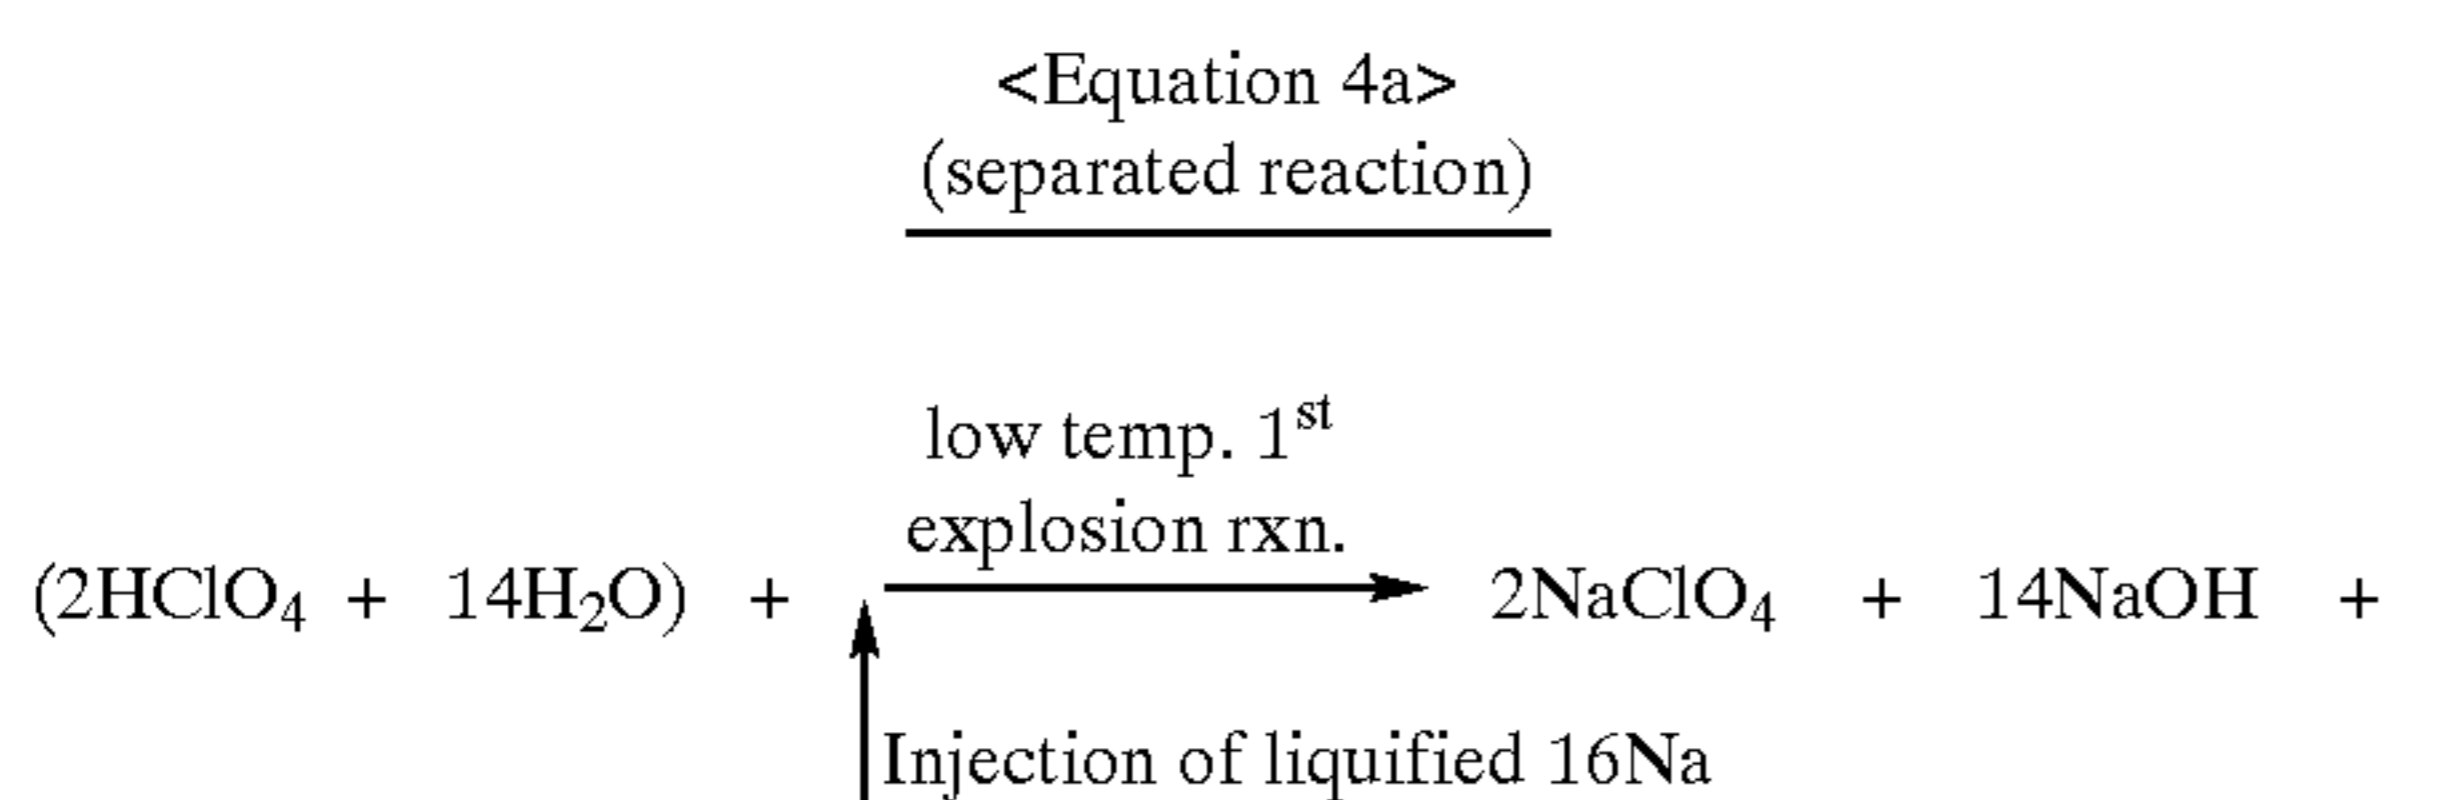 <Equation 4a>
(separated reaction)
low temp. 1st
explosion rxn.
(2HClO4 + 14H2O) + 2NaClO4 + 14NaOH +
Injection of liquified 16Na